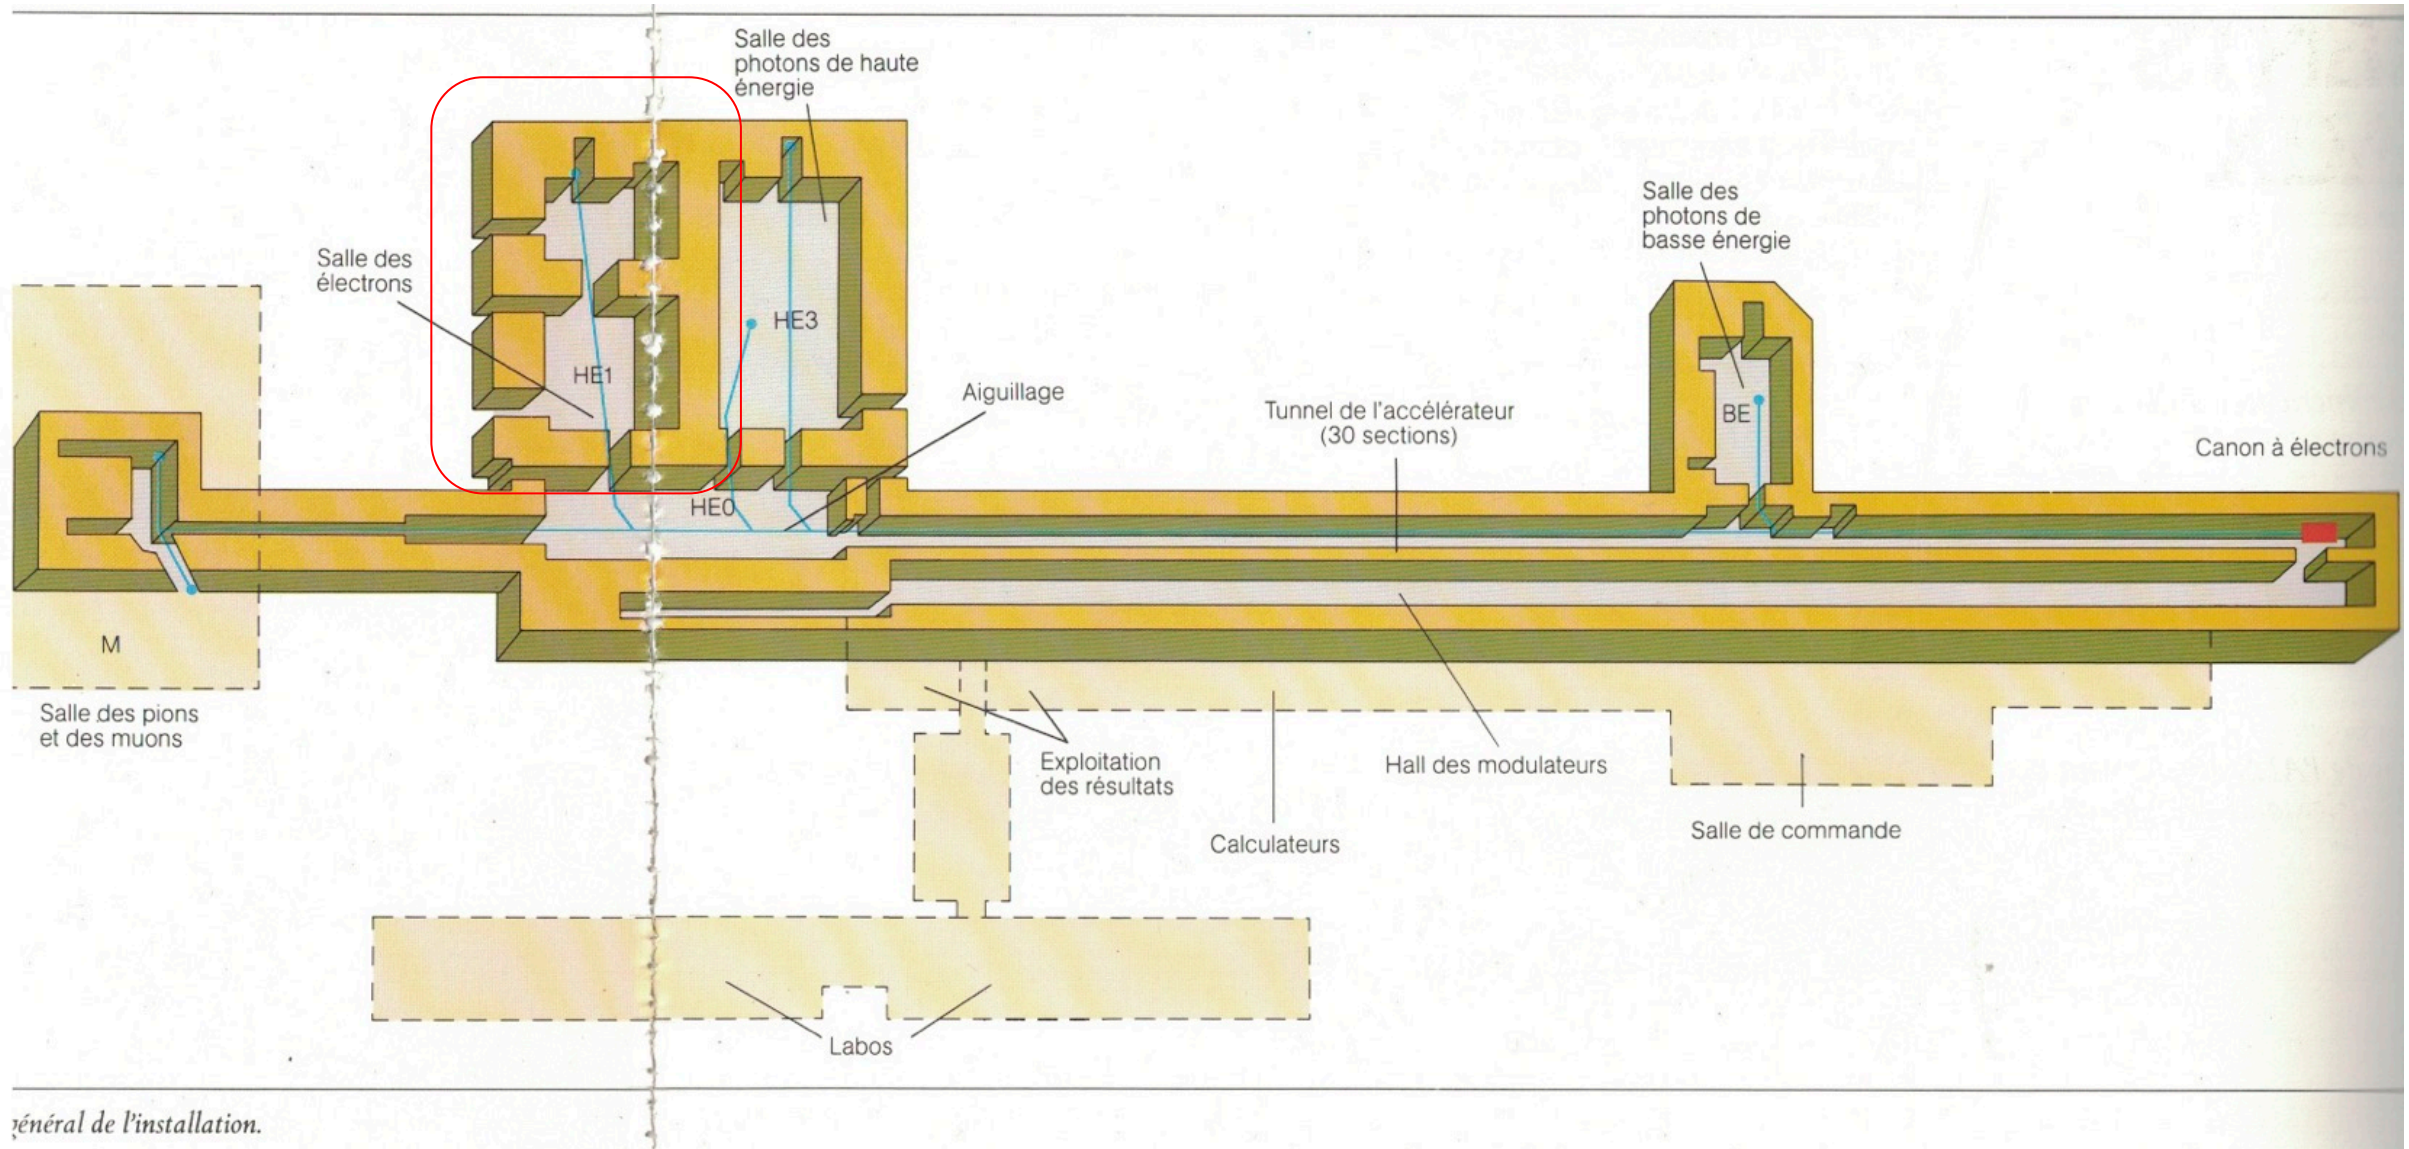 Salle des
photons de haute
énergie
Salle des
photons de
basse énergie
Salle des
électrons
HE3
HE1
Aiguillage
Tunnel de l'accélérateur
(30 sections)
BE
Canon à électrons
HE0
M
Salle des pions
et des muons
Exploitation
des résultats
Hall des modulateurs
Calculateurs
Salle de commande
Labos
général de l'installation.